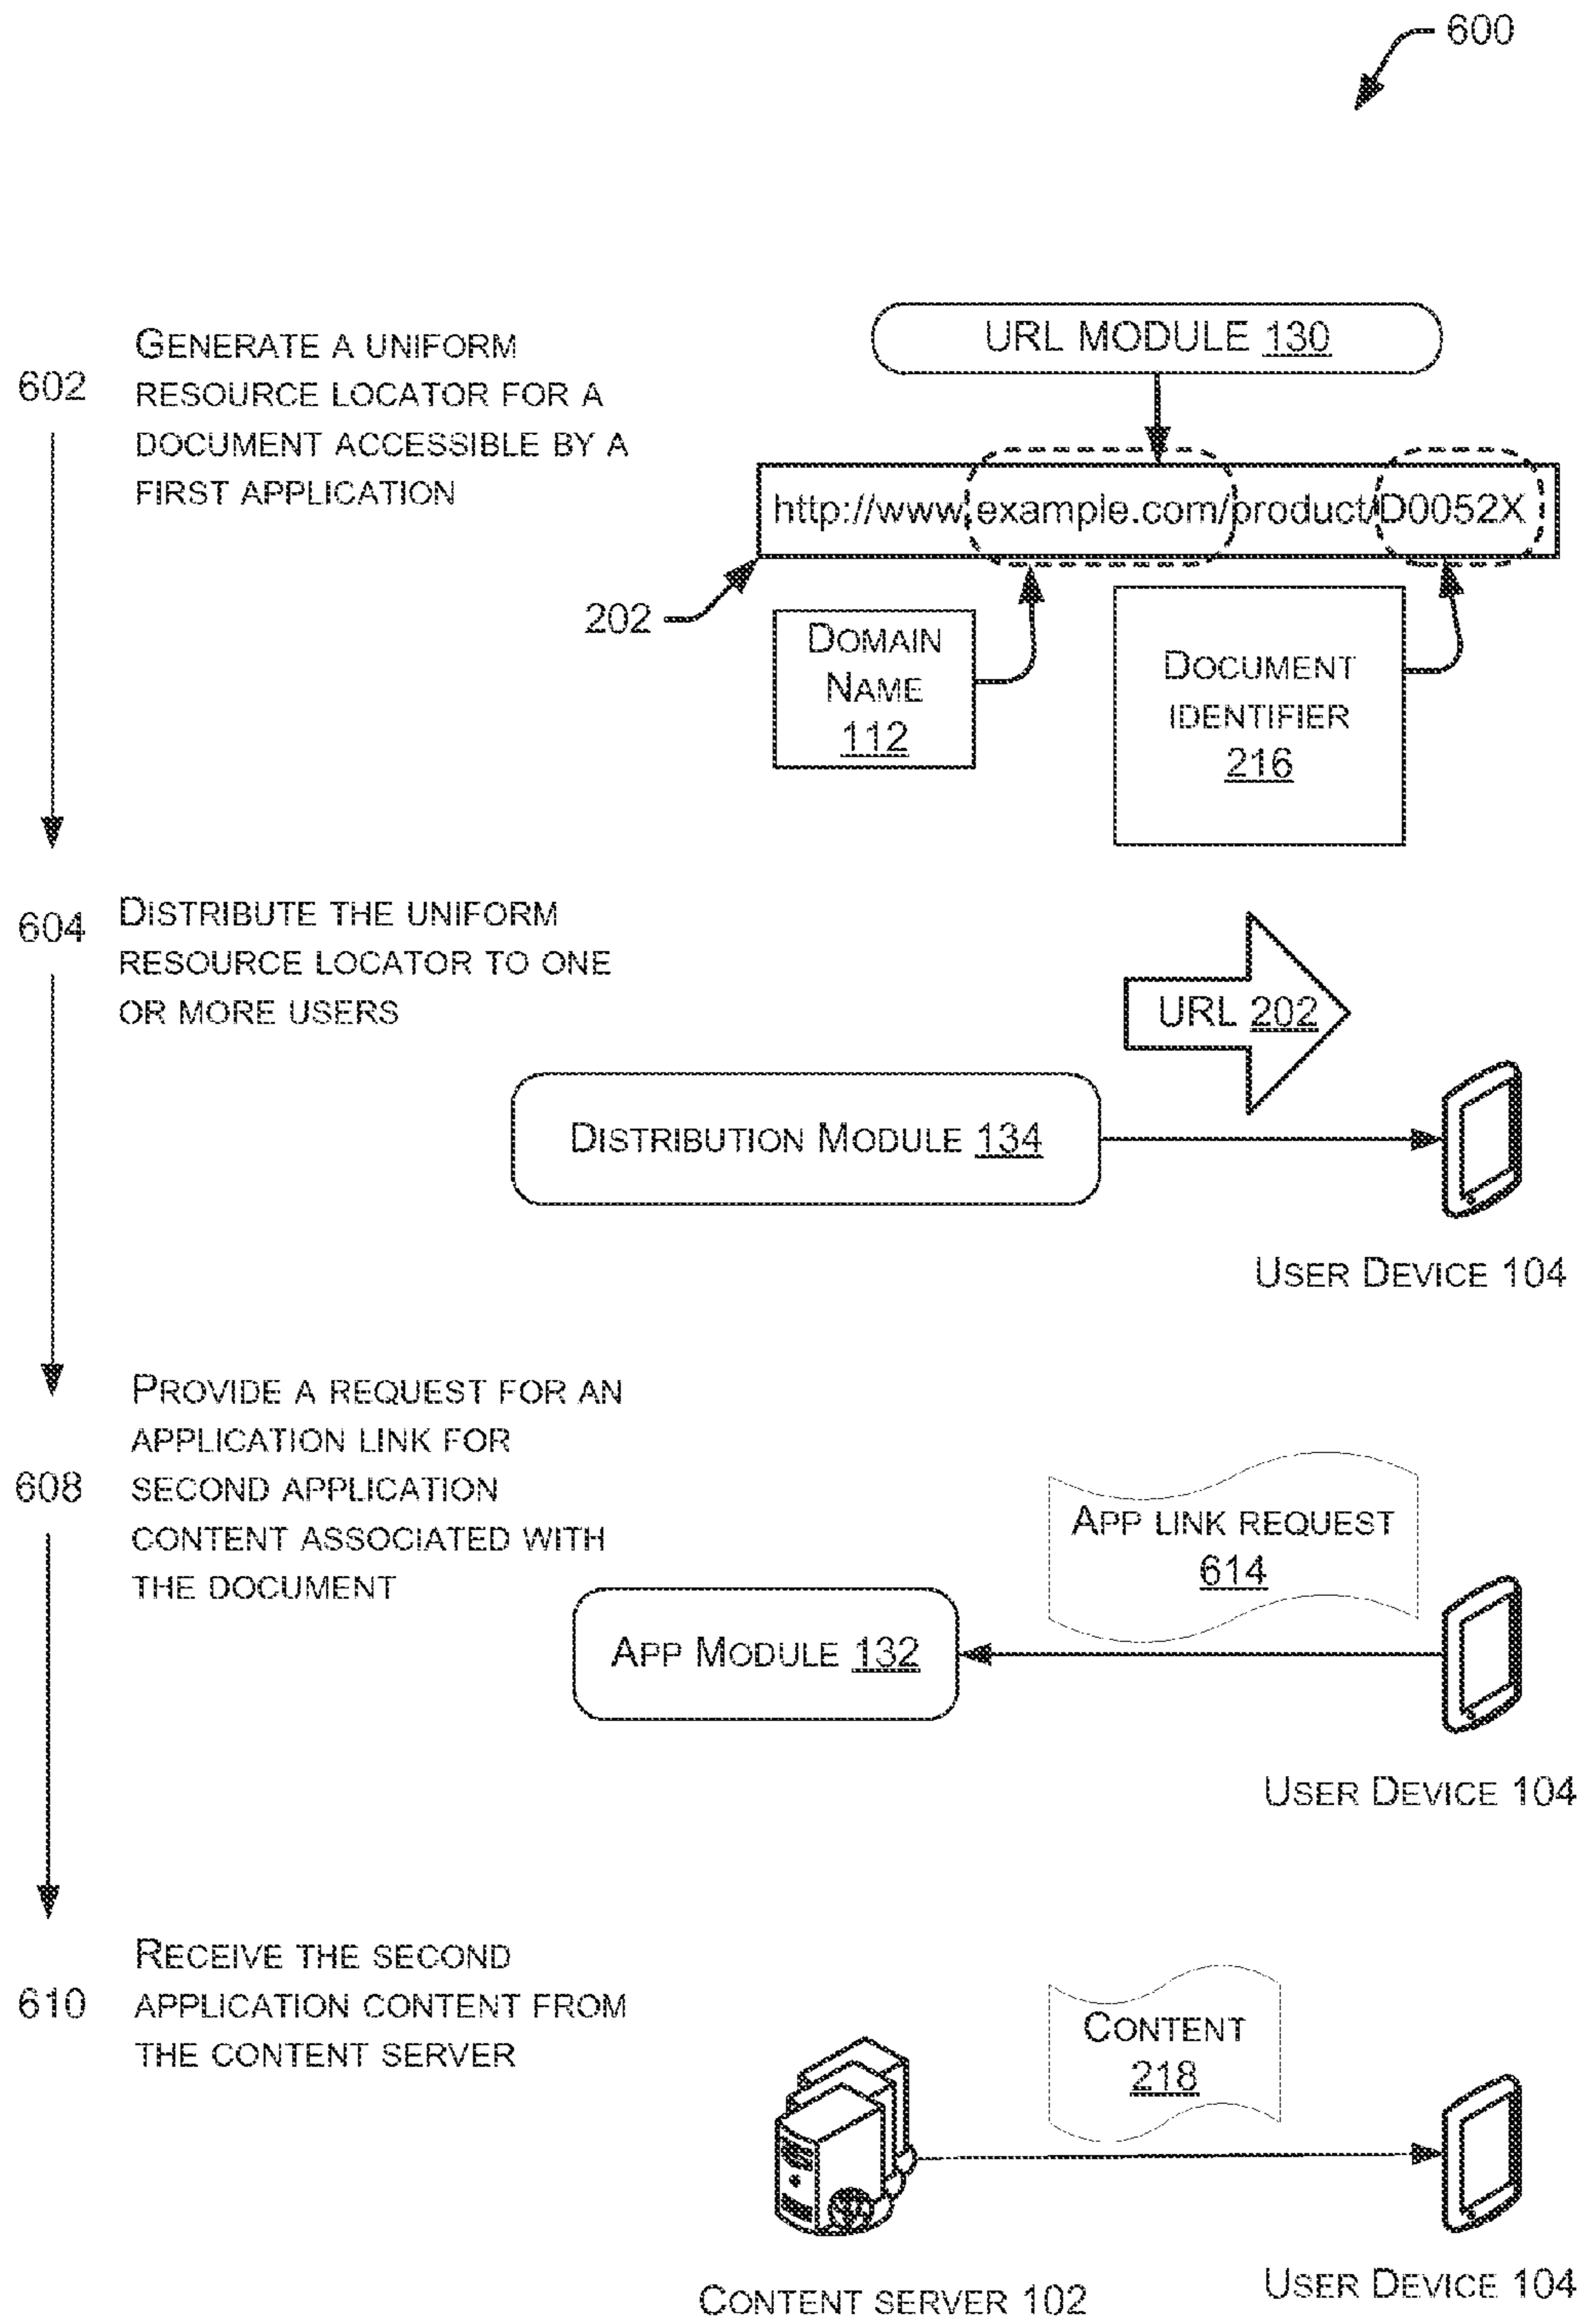 600
602
GENERATE A UNIFORM
RESOURCE LOCATOR FOR A
DOCUMENT ACCESSIBLE BY A
FIRST APPLICATION
URL MODULE 130
http://www.example.com/product/D0052X
202
DOMAIN
NAME
112
DOCUMENT
IDENTIFIER
216
604
DISTRIBUTE THE UNIFORM
RESOURCE LOCATOR TO ONE
OR MORE USERS
URL 202
DISTRIBUTION MODULE 134
USER DEVICE 104
608
PROVIDE A REQUEST FOR AN
APPLICATION LINK FOR
SECOND APPLICATION
CONTENT ASSOCIATED WITH
THE DOCUMENT
APP LINK REQUEST
614
APP MODULE 132
USER DEVICE 104
610
RECEIVE THE SECOND
APPLICATION CONTENT FROM
THE CONTENT SERVER
CONTENT
218
CONTENT SERVER 102
USER DEVICE 104